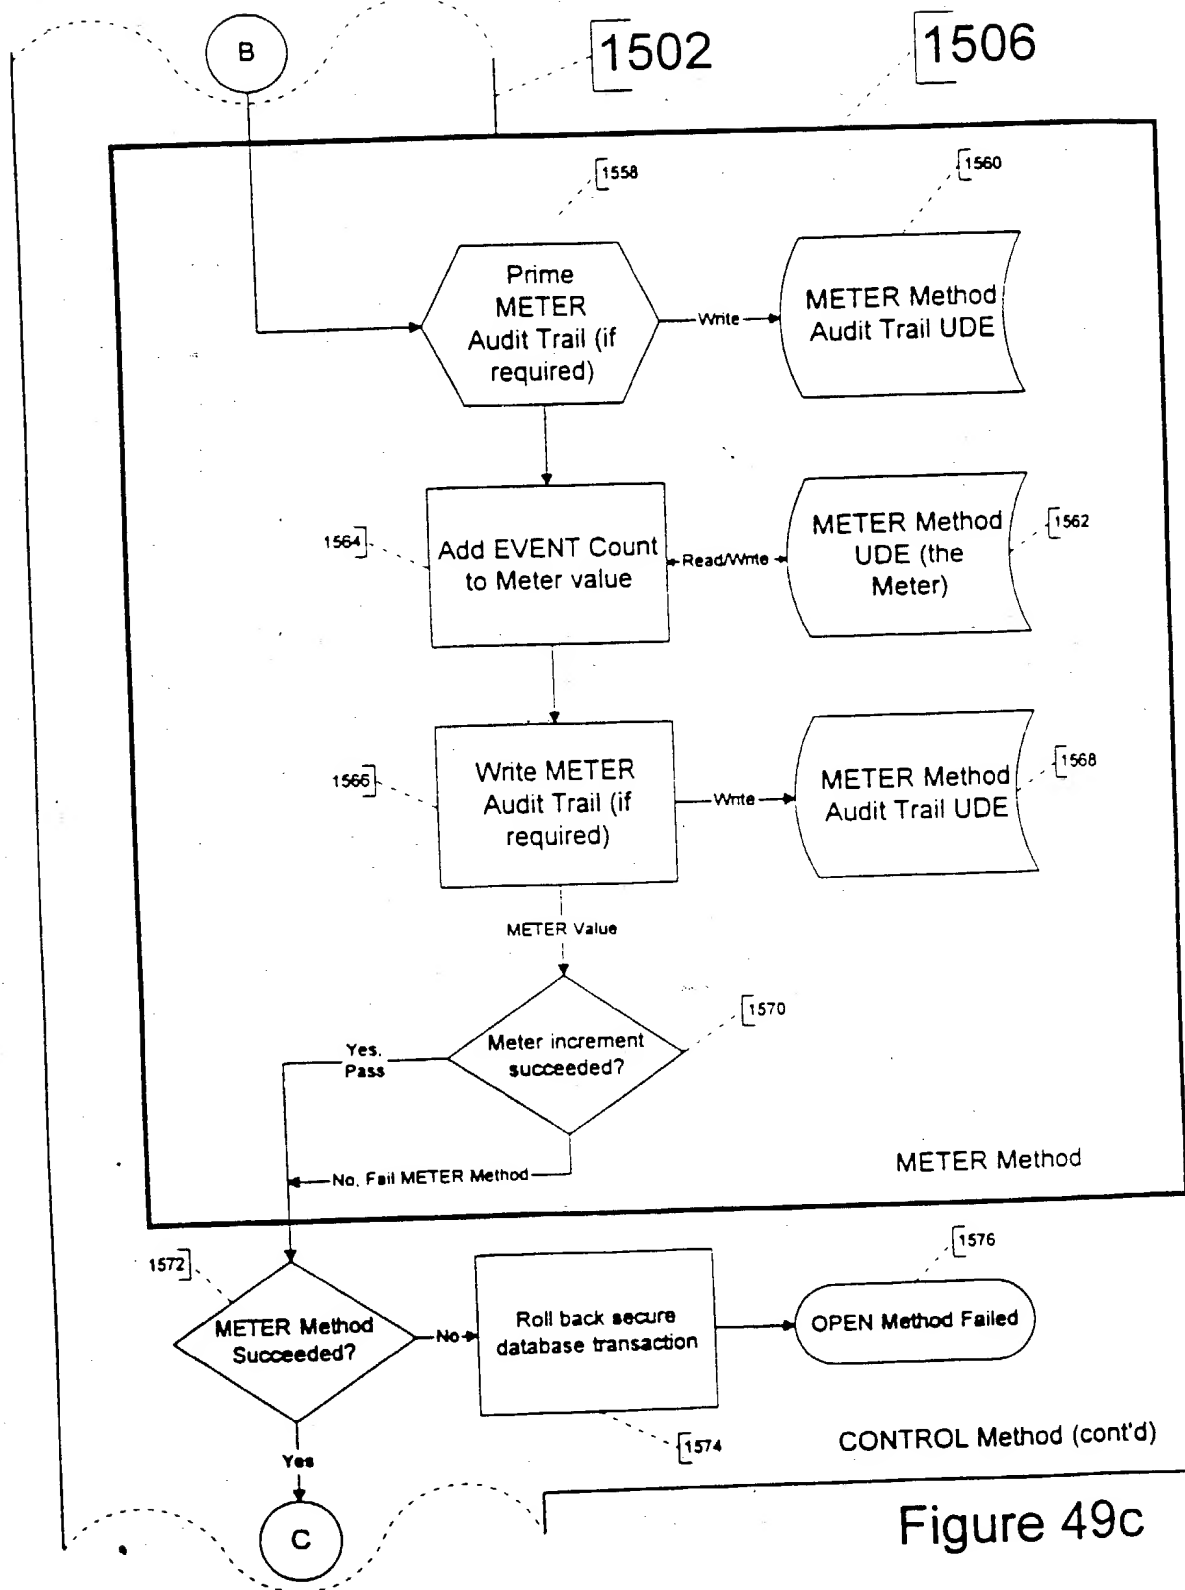 B
1502
1506
1558
1560
Prime
METER
Audit Trail (if
required)
Write
METER Method
Audit Trail UDE
1564
Add EVENT Count
to Meter value
Read/Write
METER Method
UDE (the
Meter)
1562
1566
Write METER
Audit Trail (if
required)
Write
METER Method
Audit Trail UDE
1568
METER Value
Meter increment
succeeded?
1570
Yes,
Pass
No, Fail METER Method
METER Method
1572
METER Method
Succeeded?
No
Roll back secure
database transaction
1574
OPEN Method Failed
1576
Yes
CONTROL Method (cont'd)
C
Figure 49c